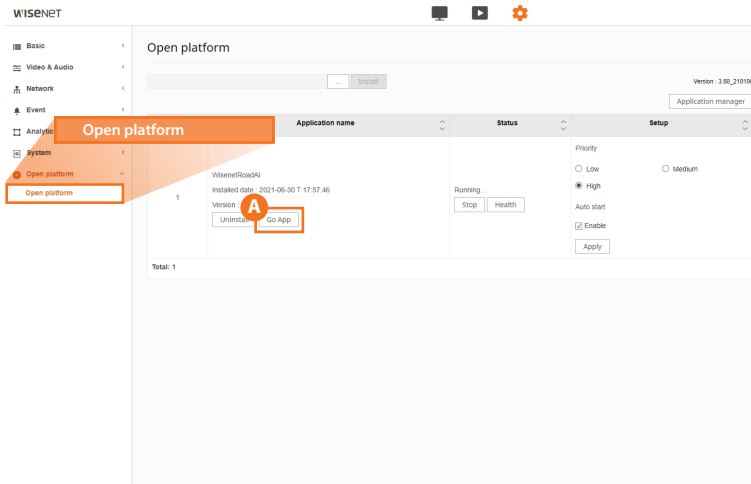 WISENET
Basic
Video & Audio
Network
Event
Analytic
System
Open platform
Open platform
Open platform
Open platform
... Install
Version : 3.60_21010
Application manager
Application name Status Setup
1
WisenetRoadAI
Installed date : 2021-06-30 T 17:57:46
Version :
Uninstall Go App
A
Running...
Stop Health
Priority
Low Medium
High
Auto start
Enable
Apply
Total: 1